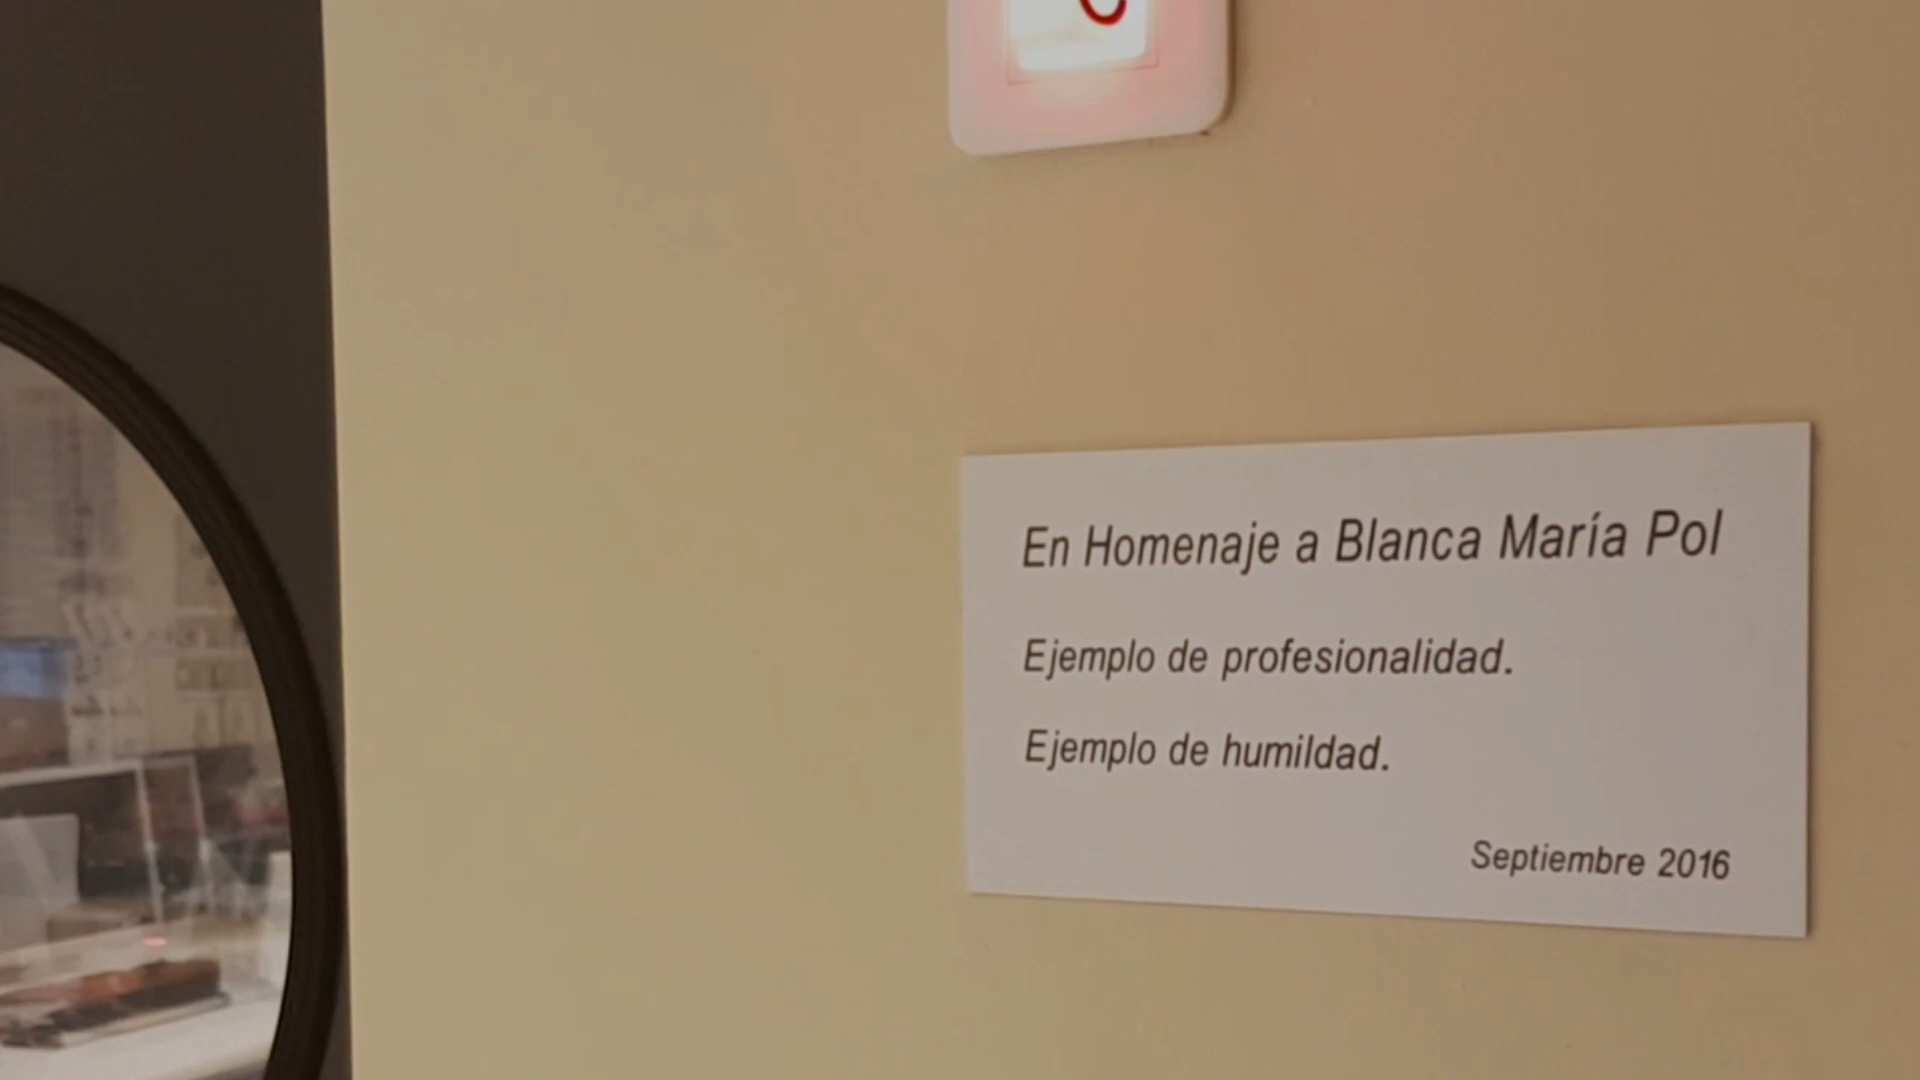 En Homenaje a Blanca María Pol
Ejemplo de profesionalidad.
Ejemplo de humildad.
Septiembre 2016